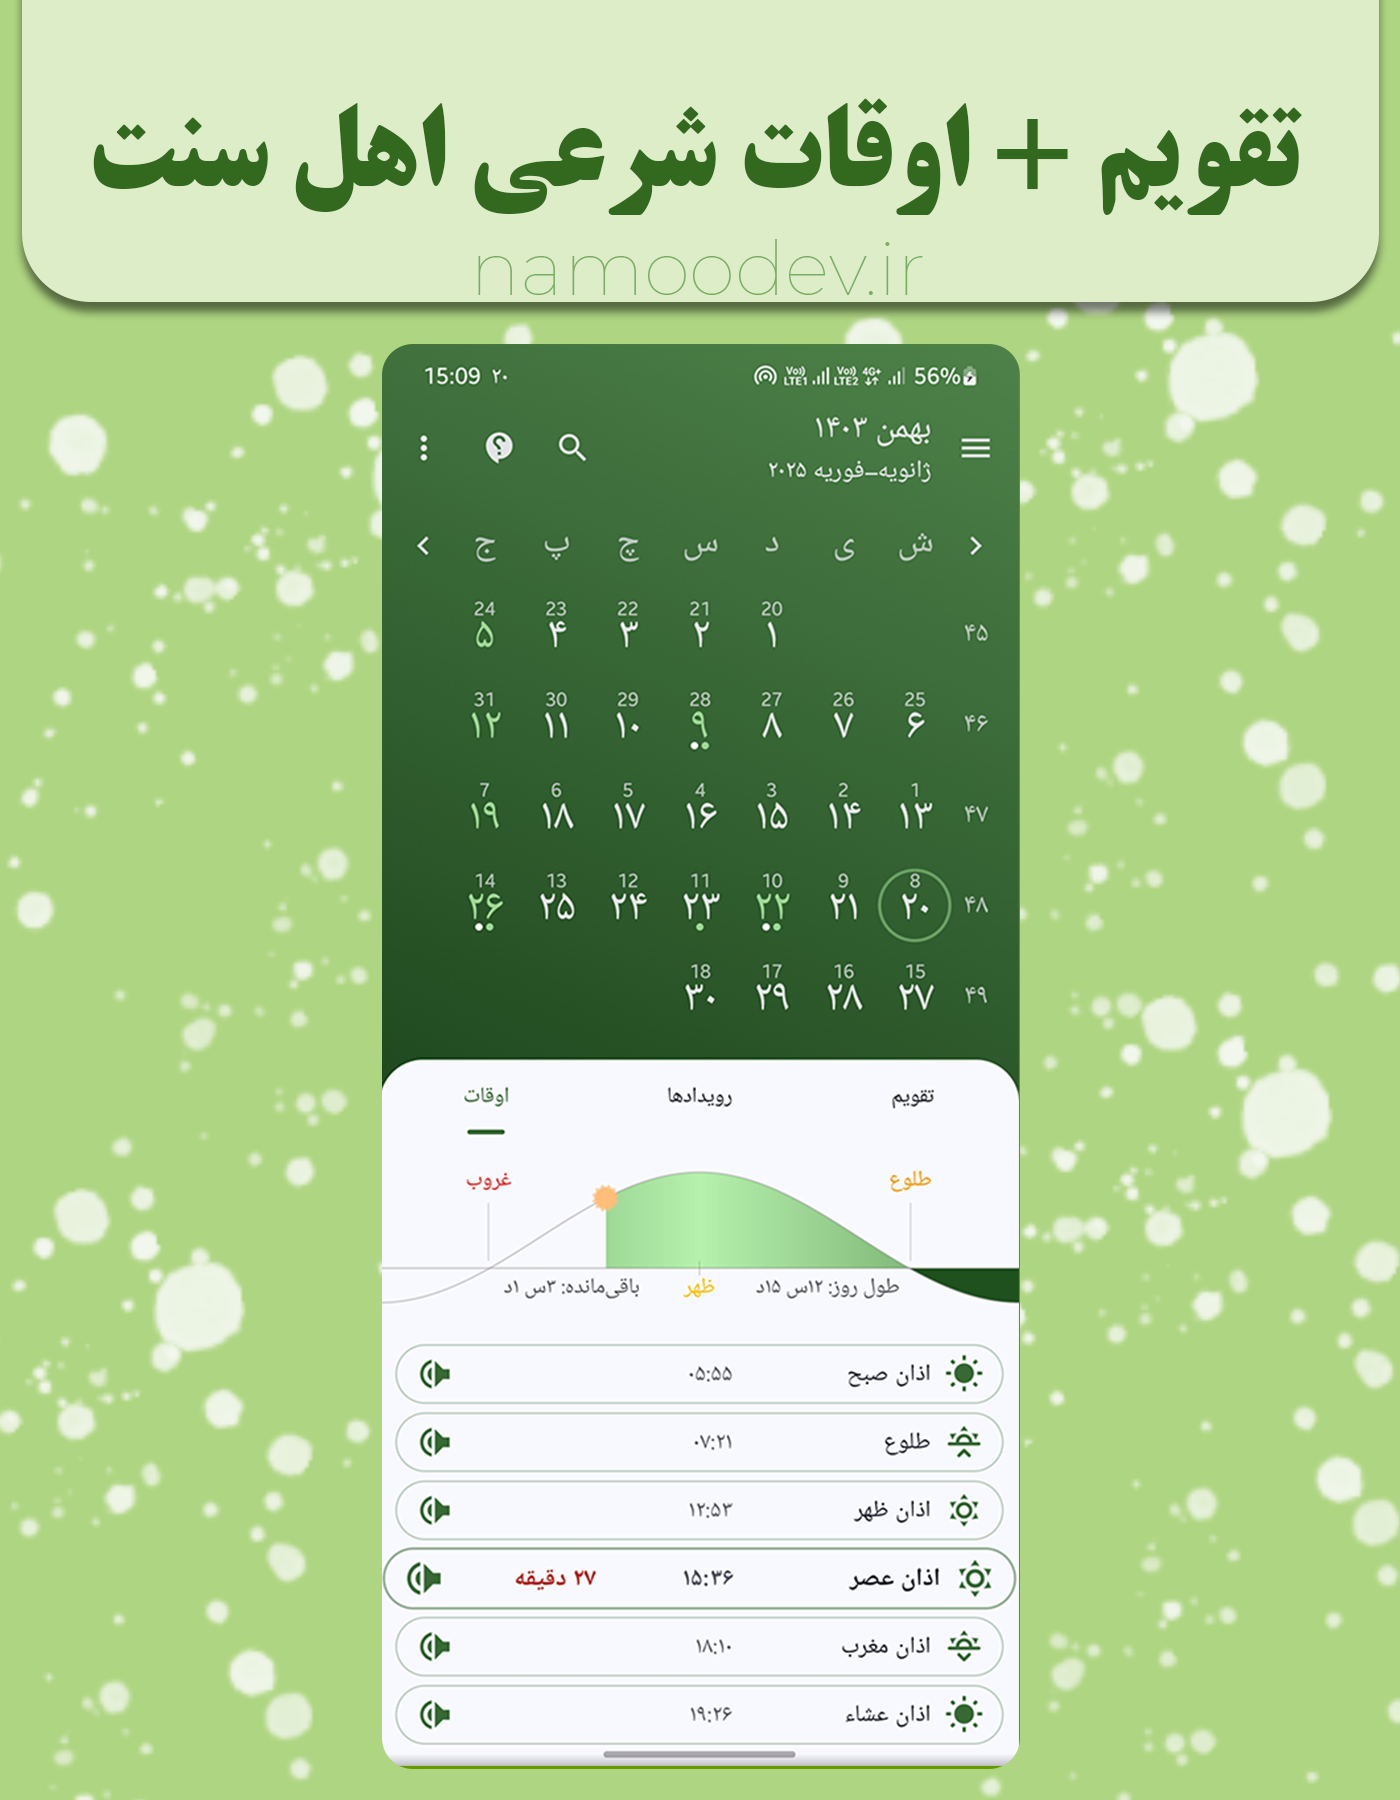 تقویم + اوقات شرعی اهل سنت
namoodev.ir
15:09 ۲۰ Vo)) LTE1 Vo)) LTE2 4G+ 56%
بهمن ۱۴۰۳
ژانویه–فوریه ۲۰۲۵
ش ی د س چ پ ج
20 21 22 23 24
۴۵ ۱ ۲ ۳ ۴ ۵
25 26 27 28 29 30 31
۴۶ ۶ ۷ ۸ ۹ ۱۰ ۱۱ ۱۲
1 2 3 4 5 6 7
۴۷ ۱۳ ۱۴ ۱۵ ۱۶ ۱۷ ۱۸ ۱۹
8 9 10 11 12 13 14
۴۸ ۲۰ ۲۱ ۲۲ ۲۳ ۲۴ ۲۵ ۲۶
15 16 17 18
۴۹ ۲۷ ۲۸ ۲۹ ۳۰
تقویم رویدادها اوقات
طلوع غروب
طول روز: ۱۲س ۱۵د ظهر باقی‌مانده: ۳س ۱د
اذان صبح ۰۵:۵۵
طلوع ۰۷:۲۱
اذان ظهر ۱۲:۵۳
اذان عصر ۱۵:۳۶ ۲۷ دقیقه
اذان مغرب ۱۸:۱۰
اذان عشاء ۱۹:۲۶